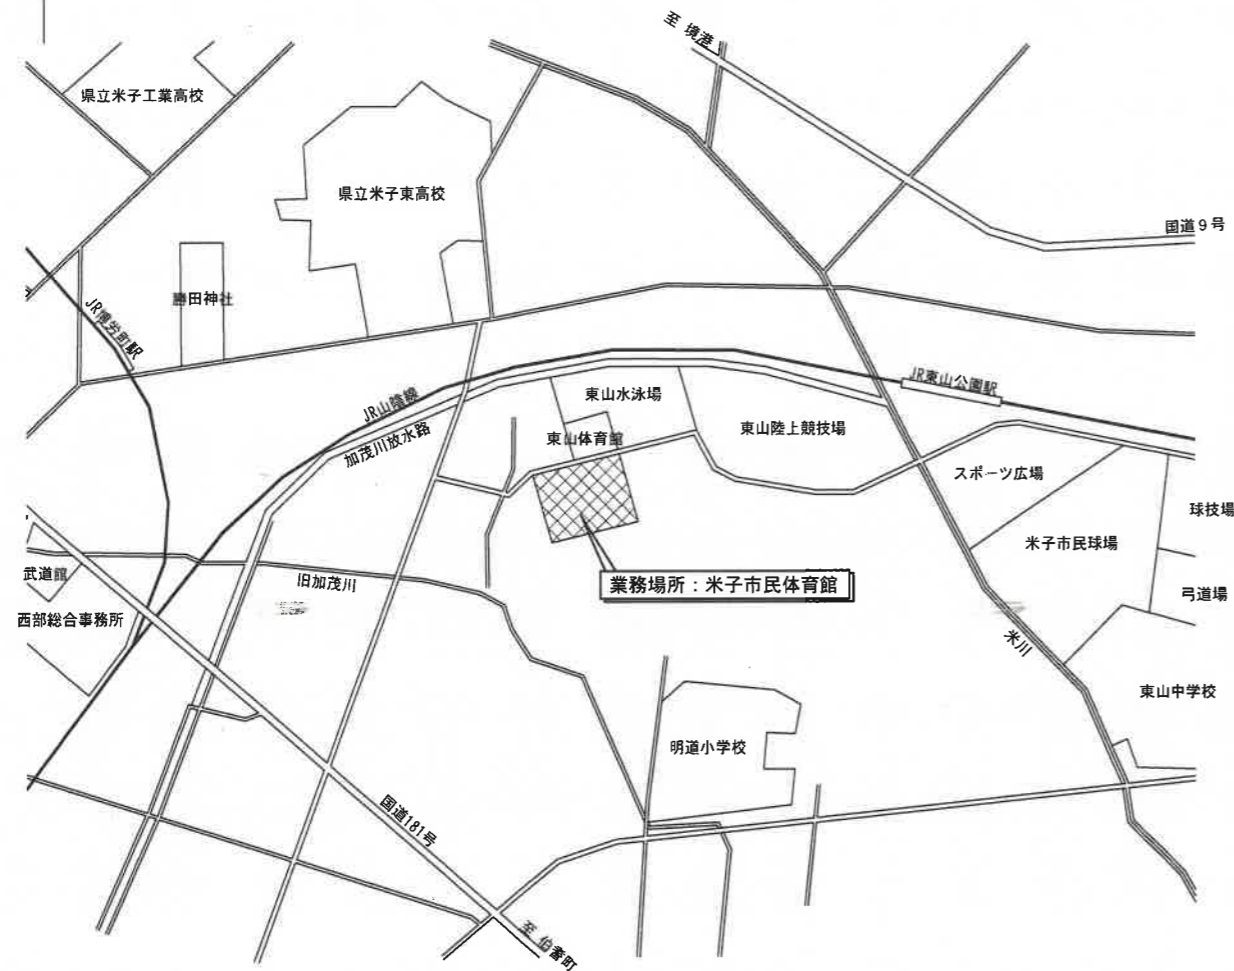 至 境港
県立米子工業高校
県立米子東高校
国道9号
勝田神社
JR博労町駅
JR東山公園駅
東山水泳場
JR山陰線
東山陸上競技場
加茂川放水路
東山体育館
スポーツ広場
球技場
米子市民球場
武道館
旧加茂川
業務場所：米子市民体育館
弓道場
西部総合事務所
米川
東山中学校
明道小学校
国道181号
至 伯耆町